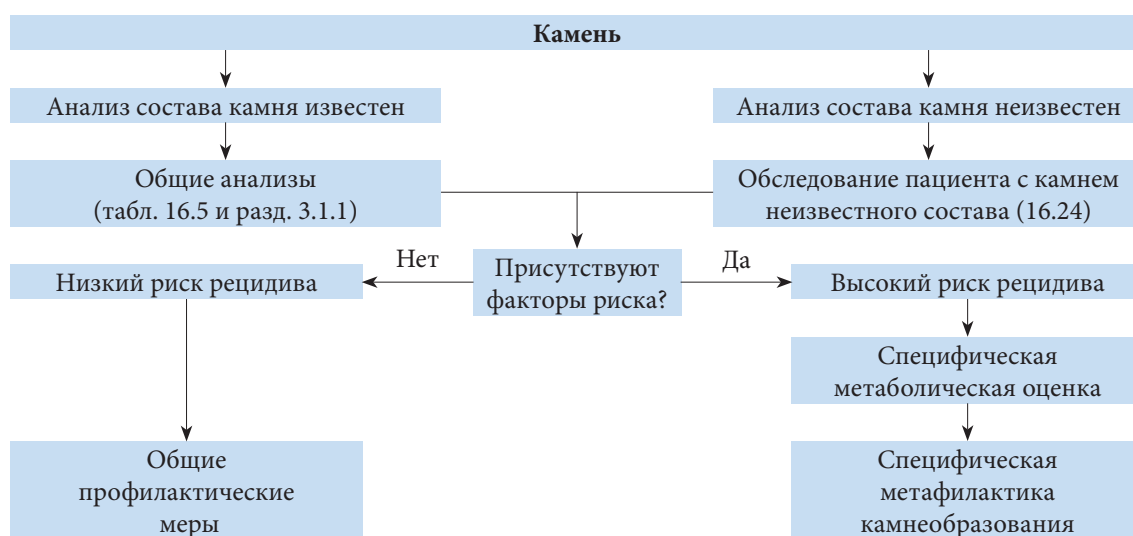 Камень
Анализ состава камня известен
Анализ состава камня неизвестен
Общие анализы
(табл. 16.5 и разд. 3.1.1)
Обследование пациента с камнем
неизвестного состава (16.24)
Нет
Присутствуют
факторы риска?
Да
Низкий риск рецидива
Высокий риск рецидива
Специфическая
метаболическая оценка
Общие
профилактические
меры
Специфическая
метафилактика
камнеобразования